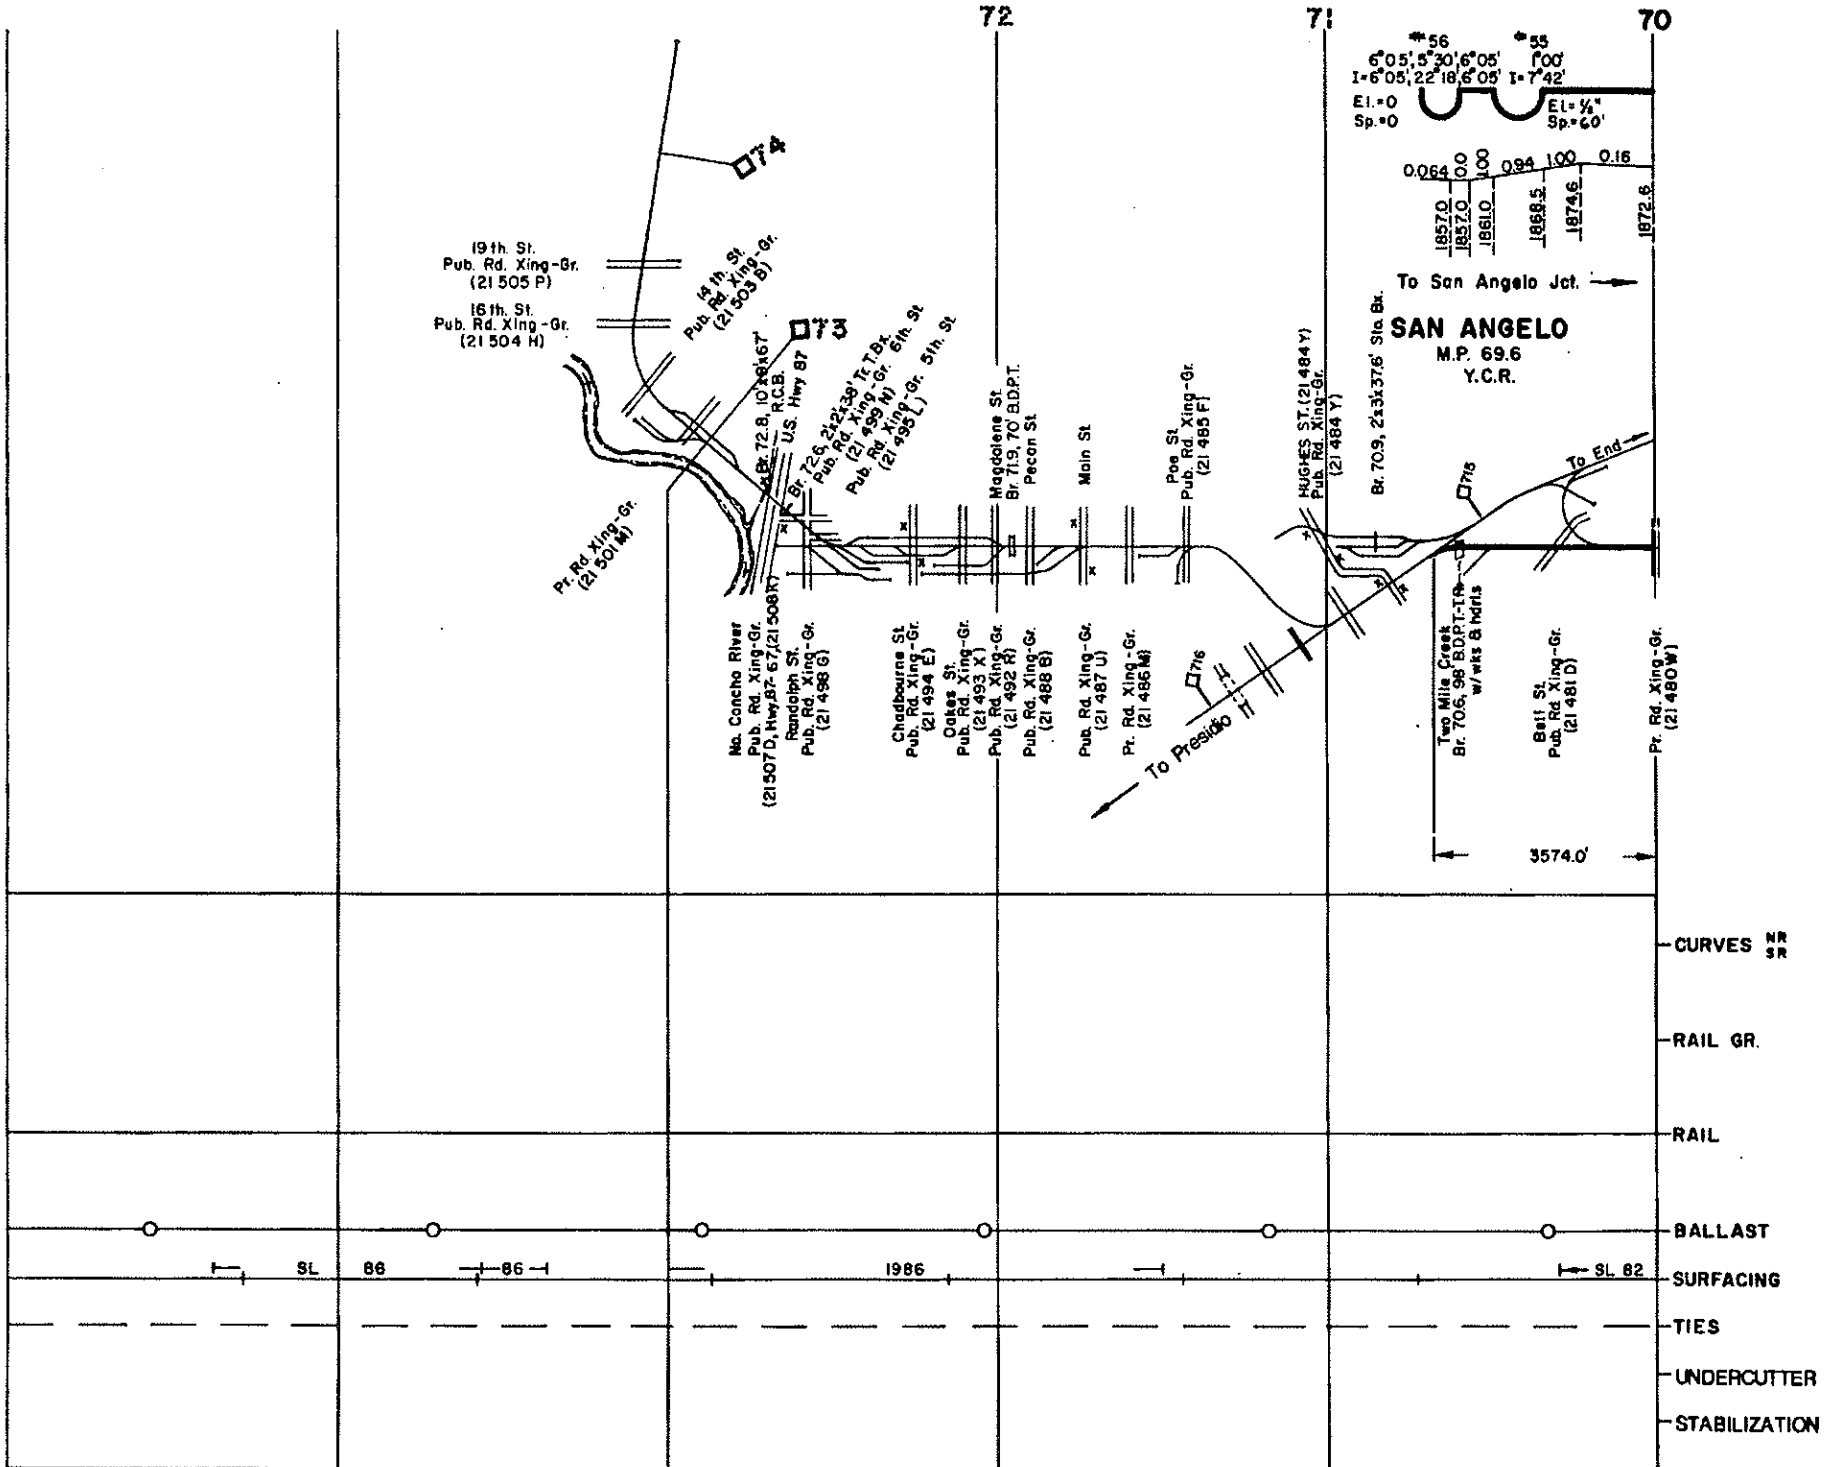 72
71
70
#56
6°05', 5°30', 6°05'
I=6°05', 22°18', 6°05'
El.=0
Sp.=0
#55
1°00'
I=7°42'
El.=½"
Sp.=60'
0.064
0.0
1.00
0.94
1.00
0.16
1857.0
1857.0
1861.0
1868.5
1874.6
1872.6
To San Angelo Jct.
SAN ANGELO
M.P. 69.6
Y.C.R.
74
73
19th. St.
Pub. Rd. Xing-Gr.
(21 505 P)
16th. St.
Pub. Rd. Xing-Gr.
(21 504 H)
14th. St.
Pub. Rd. Xing-Gr.
(21 503 B)
Pr. Rd. Xing-Gr.
(21 501 M)
Br. 72.8, 10'x9'x67'
R.C.B.
U.S. Hwy 87
Br. 72.6, 2'x2'x38' Tr. T. Bx.
Pub. Rd. Xing-Gr. 6th. St
(21 499 N)
Pub. Rd. Xing-Gr. 5th. St
(21 495 L)
Magdalene St
Br. 71.9, 70' B.D.P.T.
Pecan St
Main St
Poe St
Pub. Rd. Xing-Gr.
(21 485 F)
HUGHES ST. (21 484 Y)
Pub. Rd. Xing-Gr.
(21 484 Y)
Br. 70.9, 2'x3'x37.6' Sto. Bx.
715
To End
716
To Presidio
No. Concho River
Pub. Rd. Xing-Gr.
(21 507 D, Hwy. 87-67, (21 508 K)
Randolph St.
Pub. Rd. Xing-Gr.
(21 498 G)
Chadbourne St
Pub. Rd. Xing-Gr.
(21 494 E)
Oakes St.
Pub. Rd. Xing-Gr.
(21 493 X)
Pub. Rd. Xing-Gr.
(21 492 R)
Pub. Rd. Xing-Gr.
(21 488 B)
Pub. Rd. Xing-Gr.
(21 487 U)
Pr. Rd. Xing-Gr.
(21 486 M)
Two Mile Creek
Br. 70.6, 98' B.D.P.T.-T.P.
w/wks & hdrls
Bell St.
Pub. Rd. Xing-Gr.
(21 481 D)
Pr. Rd. Xing-Gr.
(21 480 W)
3574.0'
CURVES NR
SR
RAIL GR.
RAIL
BALLAST
SL 86
86
1986
SL 82
SURFACING
TIES
UNDERCUTTER
STABILIZATION